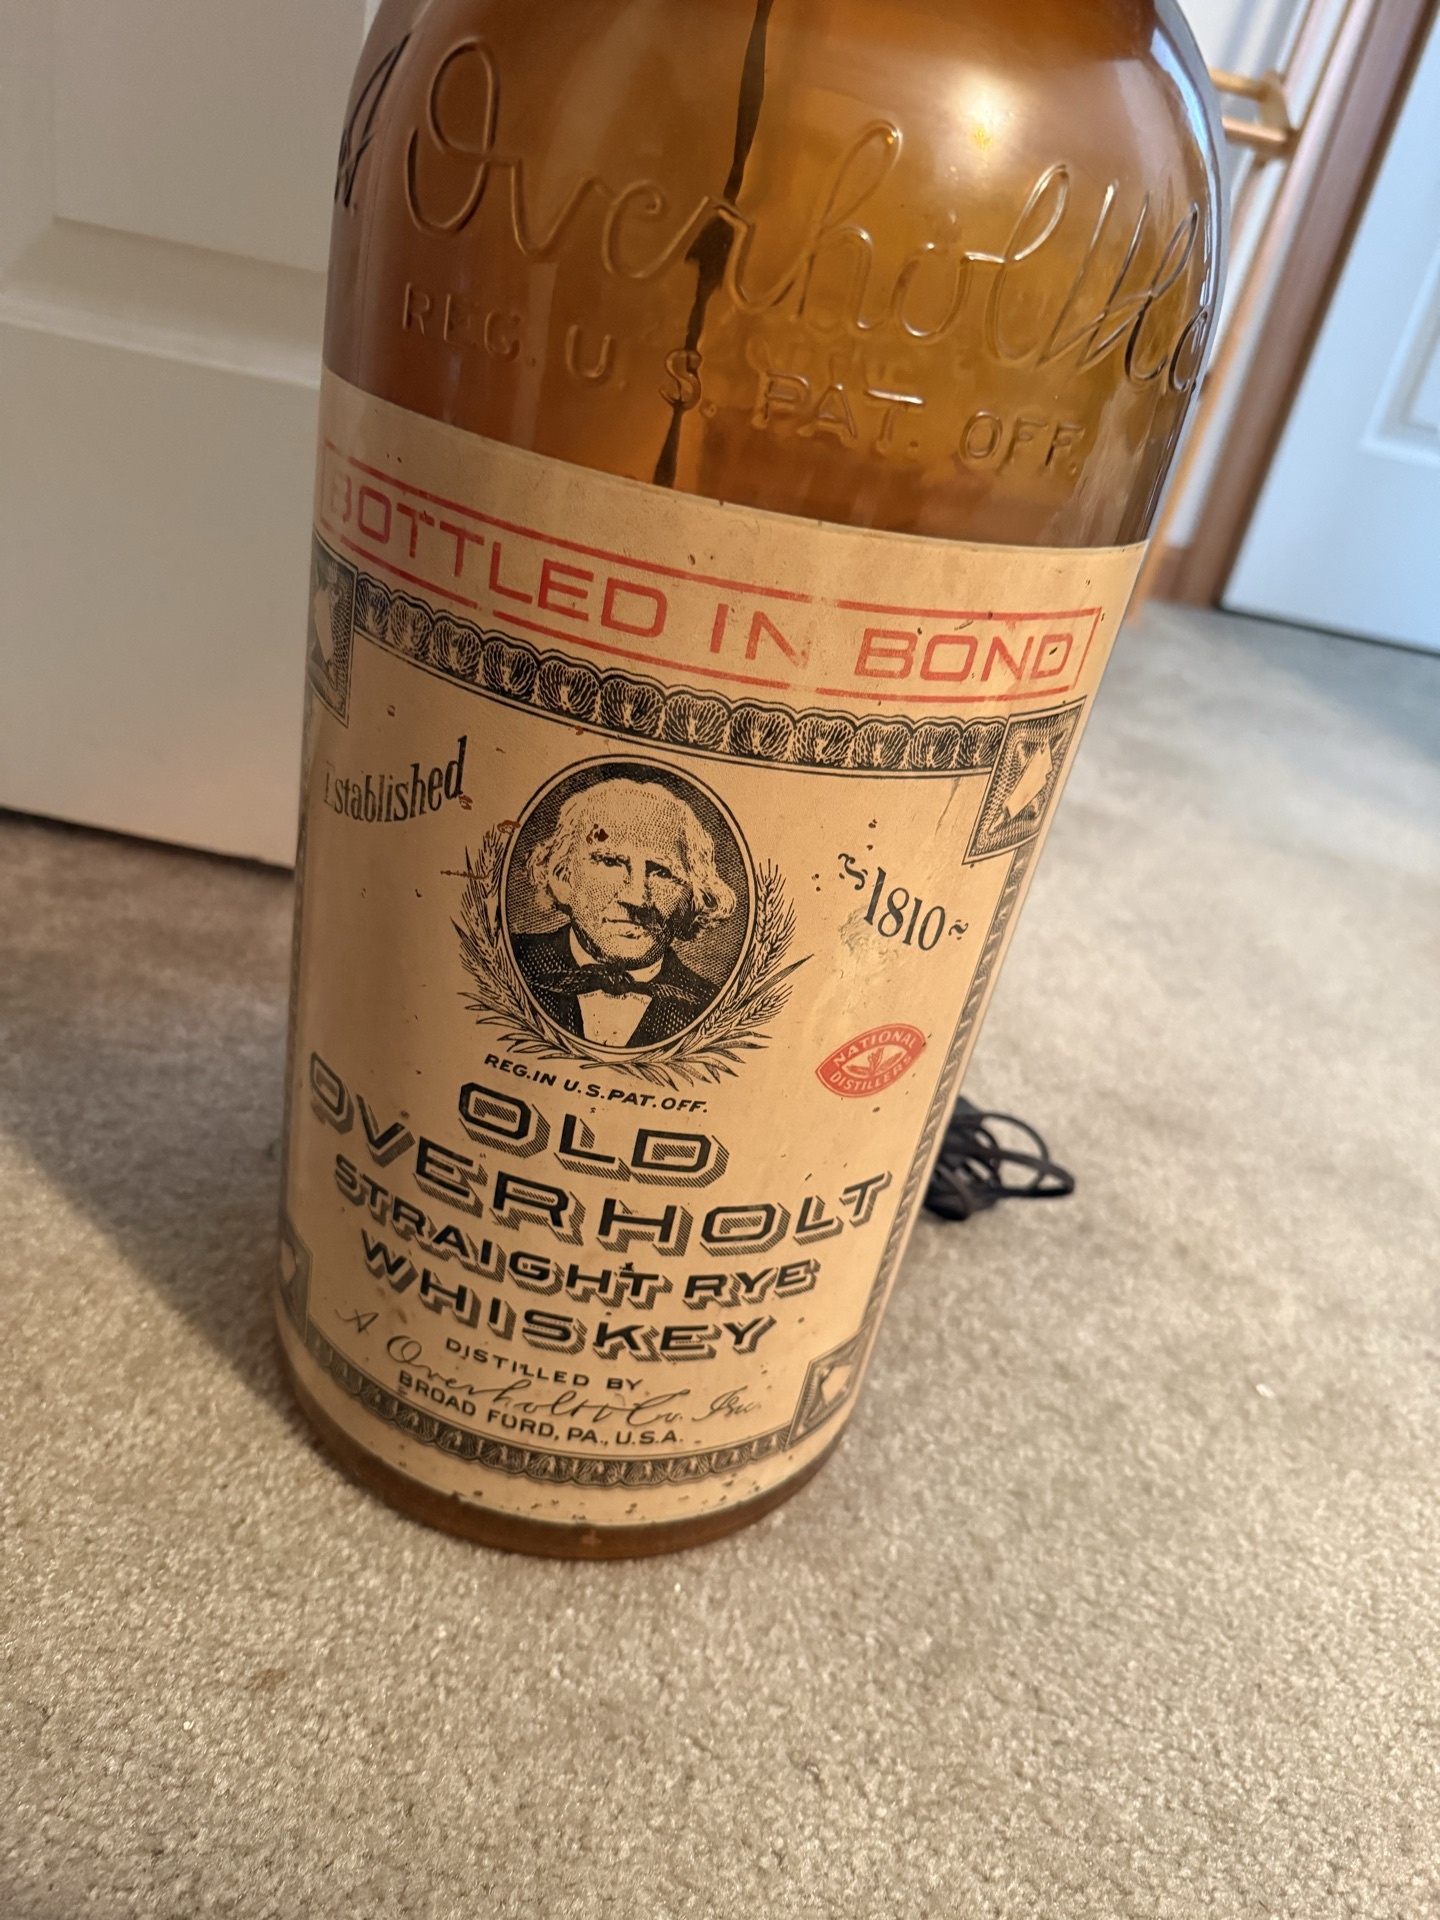 A. Overholt & Co.
REG. U. S. PAT. OFF.
BOTTLED IN BOND
Established
~1810~
NATIONAL
DISTILLERS
REG. IN U.S. PAT. OFF.
OLD
OVERHOLT
STRAIGHT RYE
WHISKEY
DISTILLED BY
A Overholt & Co. Inc.
BROAD FORD, PA., U.S.A.